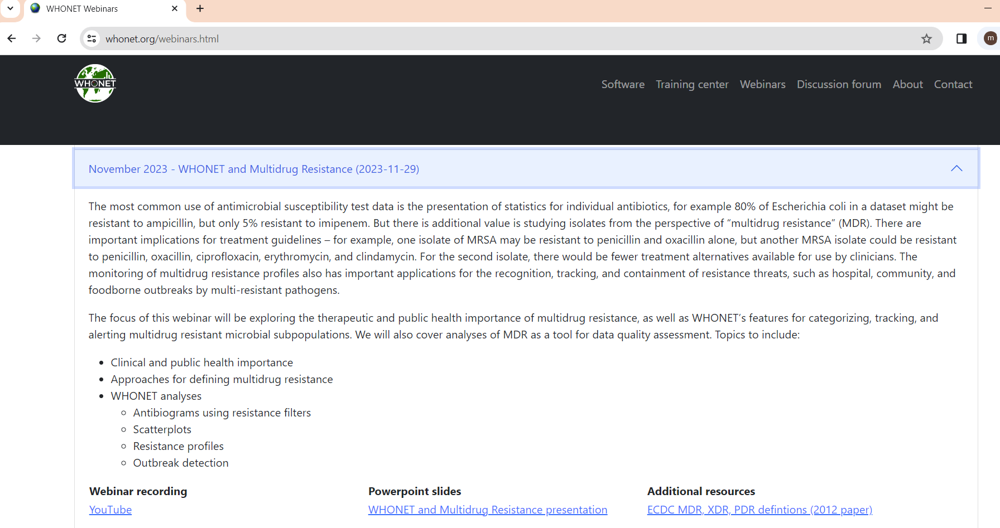 WHONET Webinars
whonet.org/webinars.html
m
WHONET
Software Training center Webinars Discussion forum About Contact
November 2023 - WHONET and Multidrug Resistance (2023-11-29)
The most common use of antimicrobial susceptibility test data is the presentation of statistics for individual antibiotics, for example 80% of Escherichia coli in a dataset might be
resistant to ampicillin, but only 5% resistant to imipenem. But there is additional value is studying isolates from the perspective of “multidrug resistance” (MDR). There are
important implications for treatment guidelines – for example, one isolate of MRSA may be resistant to penicillin and oxacillin alone, but another MRSA isolate could be resistant
to penicillin, oxacillin, ciprofloxacin, erythromycin, and clindamycin. For the second isolate, there would be fewer treatment alternatives available for use by clinicians. The
monitoring of multidrug resistance profiles also has important applications for the recognition, tracking, and containment of resistance threats, such as hospital, community, and
foodborne outbreaks by multi-resistant pathogens.
The focus of this webinar will be exploring the therapeutic and public health importance of multidrug resistance, as well as WHONET’s features for categorizing, tracking, and
alerting multidrug resistant microbial subpopulations. We will also cover analyses of MDR as a tool for data quality assessment. Topics to include:
• Clinical and public health importance
• Approaches for defining multidrug resistance
• WHONET analyses
◦ Antibiograms using resistance filters
◦ Scatterplots
◦ Resistance profiles
◦ Outbreak detection
Webinar recording Powerpoint slides Additional resources
YouTube WHONET and Multidrug Resistance presentation ECDC MDR, XDR, PDR defintions (2012 paper)